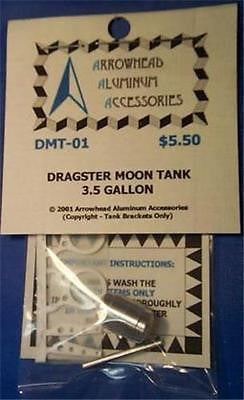 ARROWHEAD
ALUMINUM
ACCESSORIES
DMT-01 $5.50
DRAGSTER MOON TANK
3.5 GALLON
© 2001 Arrowhead Aluminum Accessories
(Copyright - Tank Brackets Only)
INSTRUCTIONS:
WASH THE
ITEMS ONLY